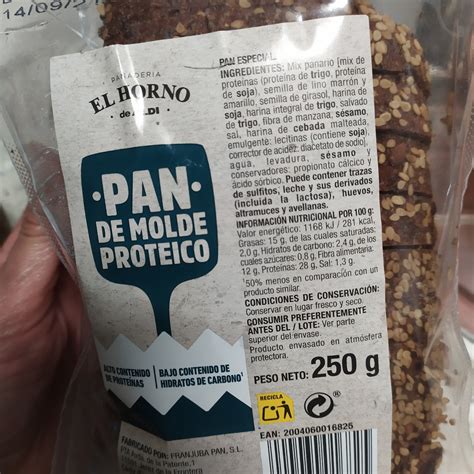 14/09/
PANADERÍA
EL HORNO
• de ALDI •
·PAN·
DE MOLDE
PROTEICO
ALTO CONTENIDO
DE PROTEÍNAS
BAJO CONTENIDO DE
HIDRATOS DE CARBONO¹
PAN ESPECIAL
INGREDIENTES: Mix panario [mix de
proteínas (proteína de trigo, proteína
de soja), semilla de lino marrón y
amarillo, semilla de girasol, harina de
soja, harina integral de trigo, salvado
de trigo, fibra de manzana, sésamo,
sal, harina de cebada malteada,
emulgente: lecitinas (contiene soja),
corrector de acidez: diacetato de sodio],
agua, levadura, sésamo y
conservadores: propionato cálcico y
ácido sórbico. Puede contener trazas
de sulfitos, leche y sus derivados
(incluida la lactosa), huevos,
altramuces y avellanas.
INFORMACIÓN NUTRICIONAL POR 100 g:
Valor energético: 1168 kJ / 281 kcal,
Grasas: 15 g, de las cuales saturadas:
2,0 g, Hidratos de carbono: 2,4 g, de los
cuales azúcares: 0,8 g, Fibra alimentaria:
12 g, Proteínas: 28 g, Sal: 1,3 g.
¹50% menos en comparación con un
producto similar.
CONDICIONES DE CONSERVACIÓN:
Conservar en lugar fresco y seco.
CONSUMIR PREFERENTEMENTE
ANTES DEL / LOTE: Ver parte
superior del envase.
Producto envasado en atmósfera
protectora.
PESO NETO: 250 g
RECICLA
EAN: 2004060016826
FABRICADO POR: FRANJUBA PAN, S.L.
de la Frontera